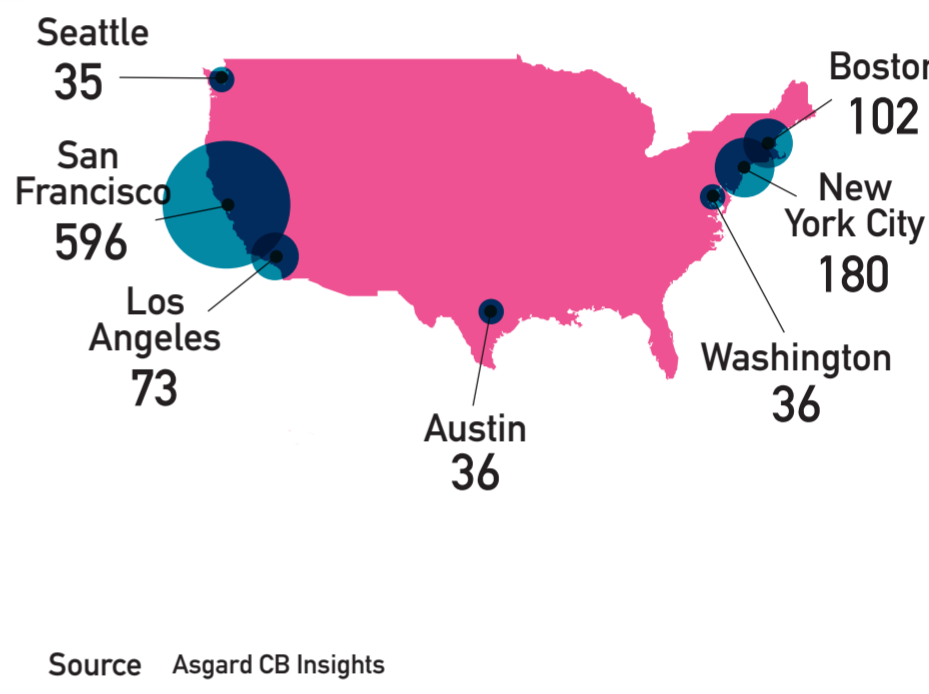 Seattle
35
San
Francisco
596
Los
Angeles
73
Austin
36
Boston
102
New
York City
180
Washington
36
Source Asgard CB Insights